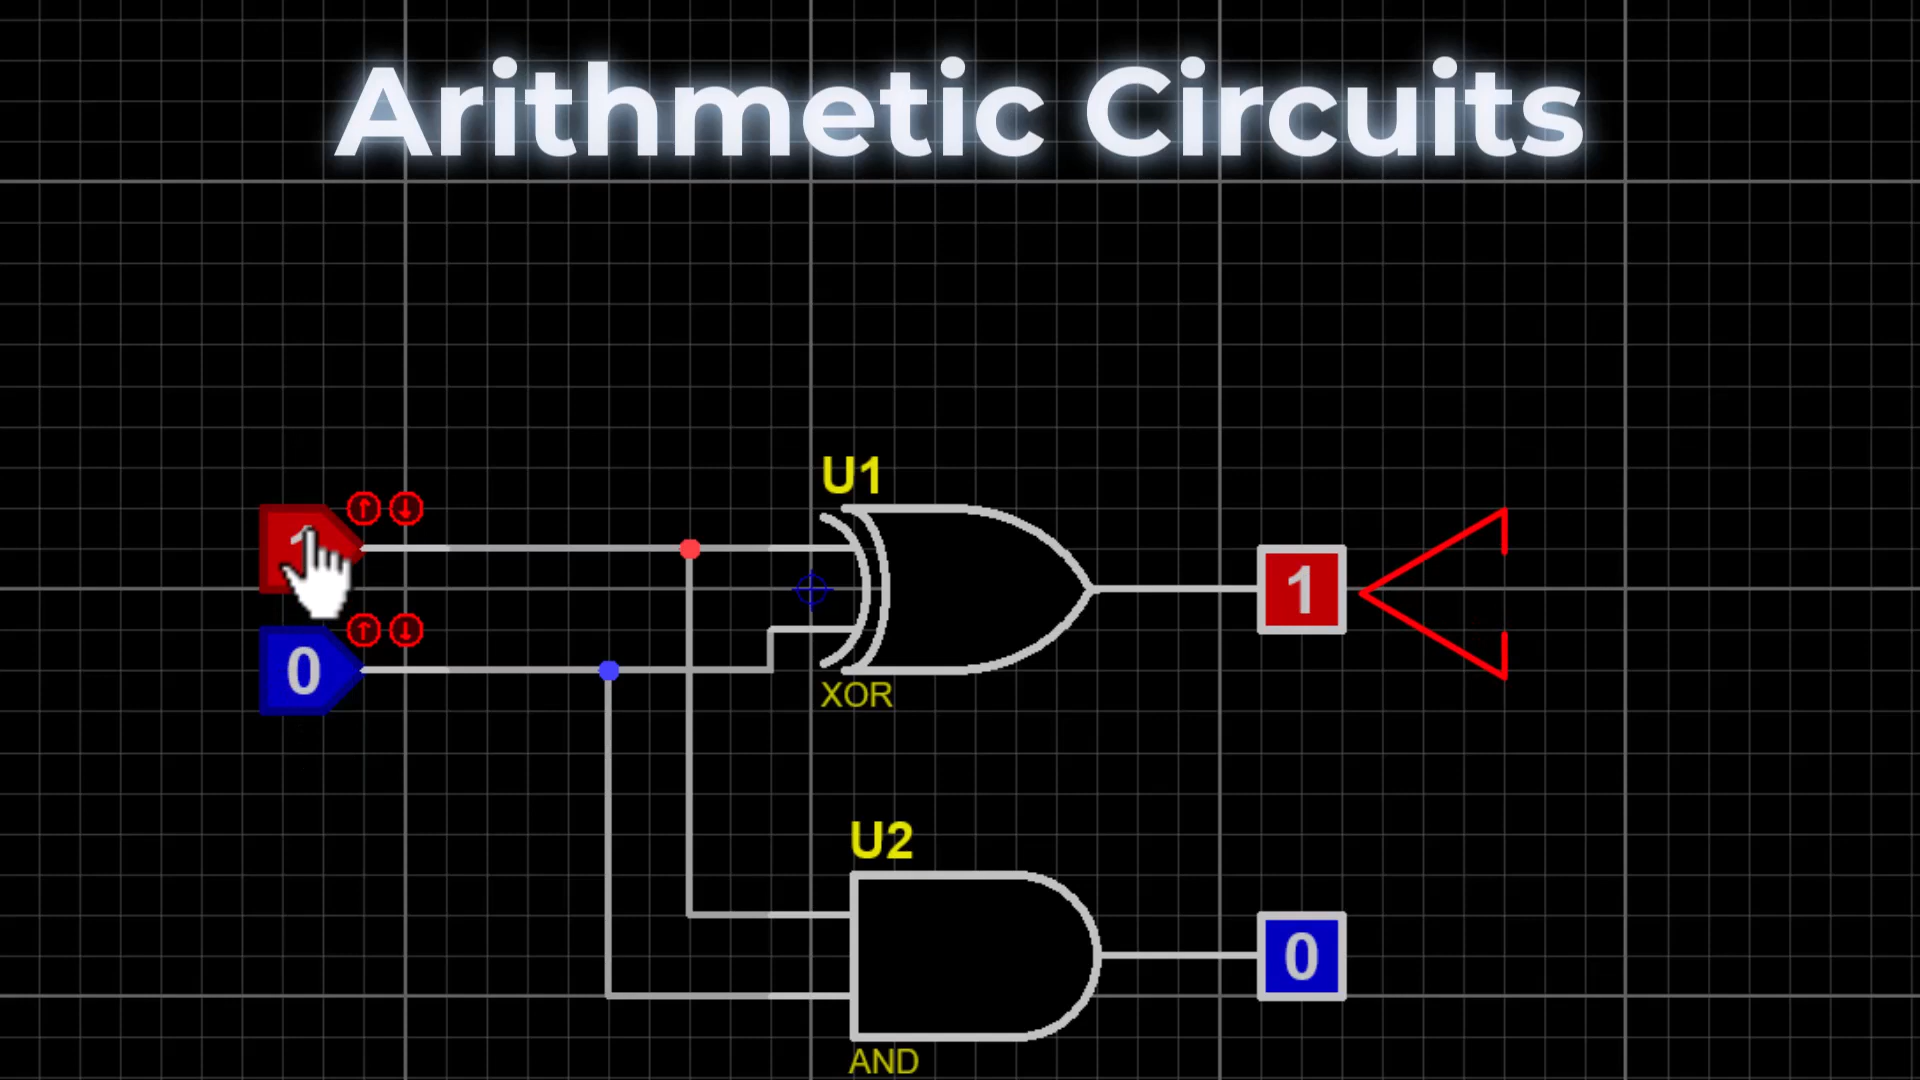 Arithmetic Circuits
U1
1
1
0
XOR
U2
0
AND